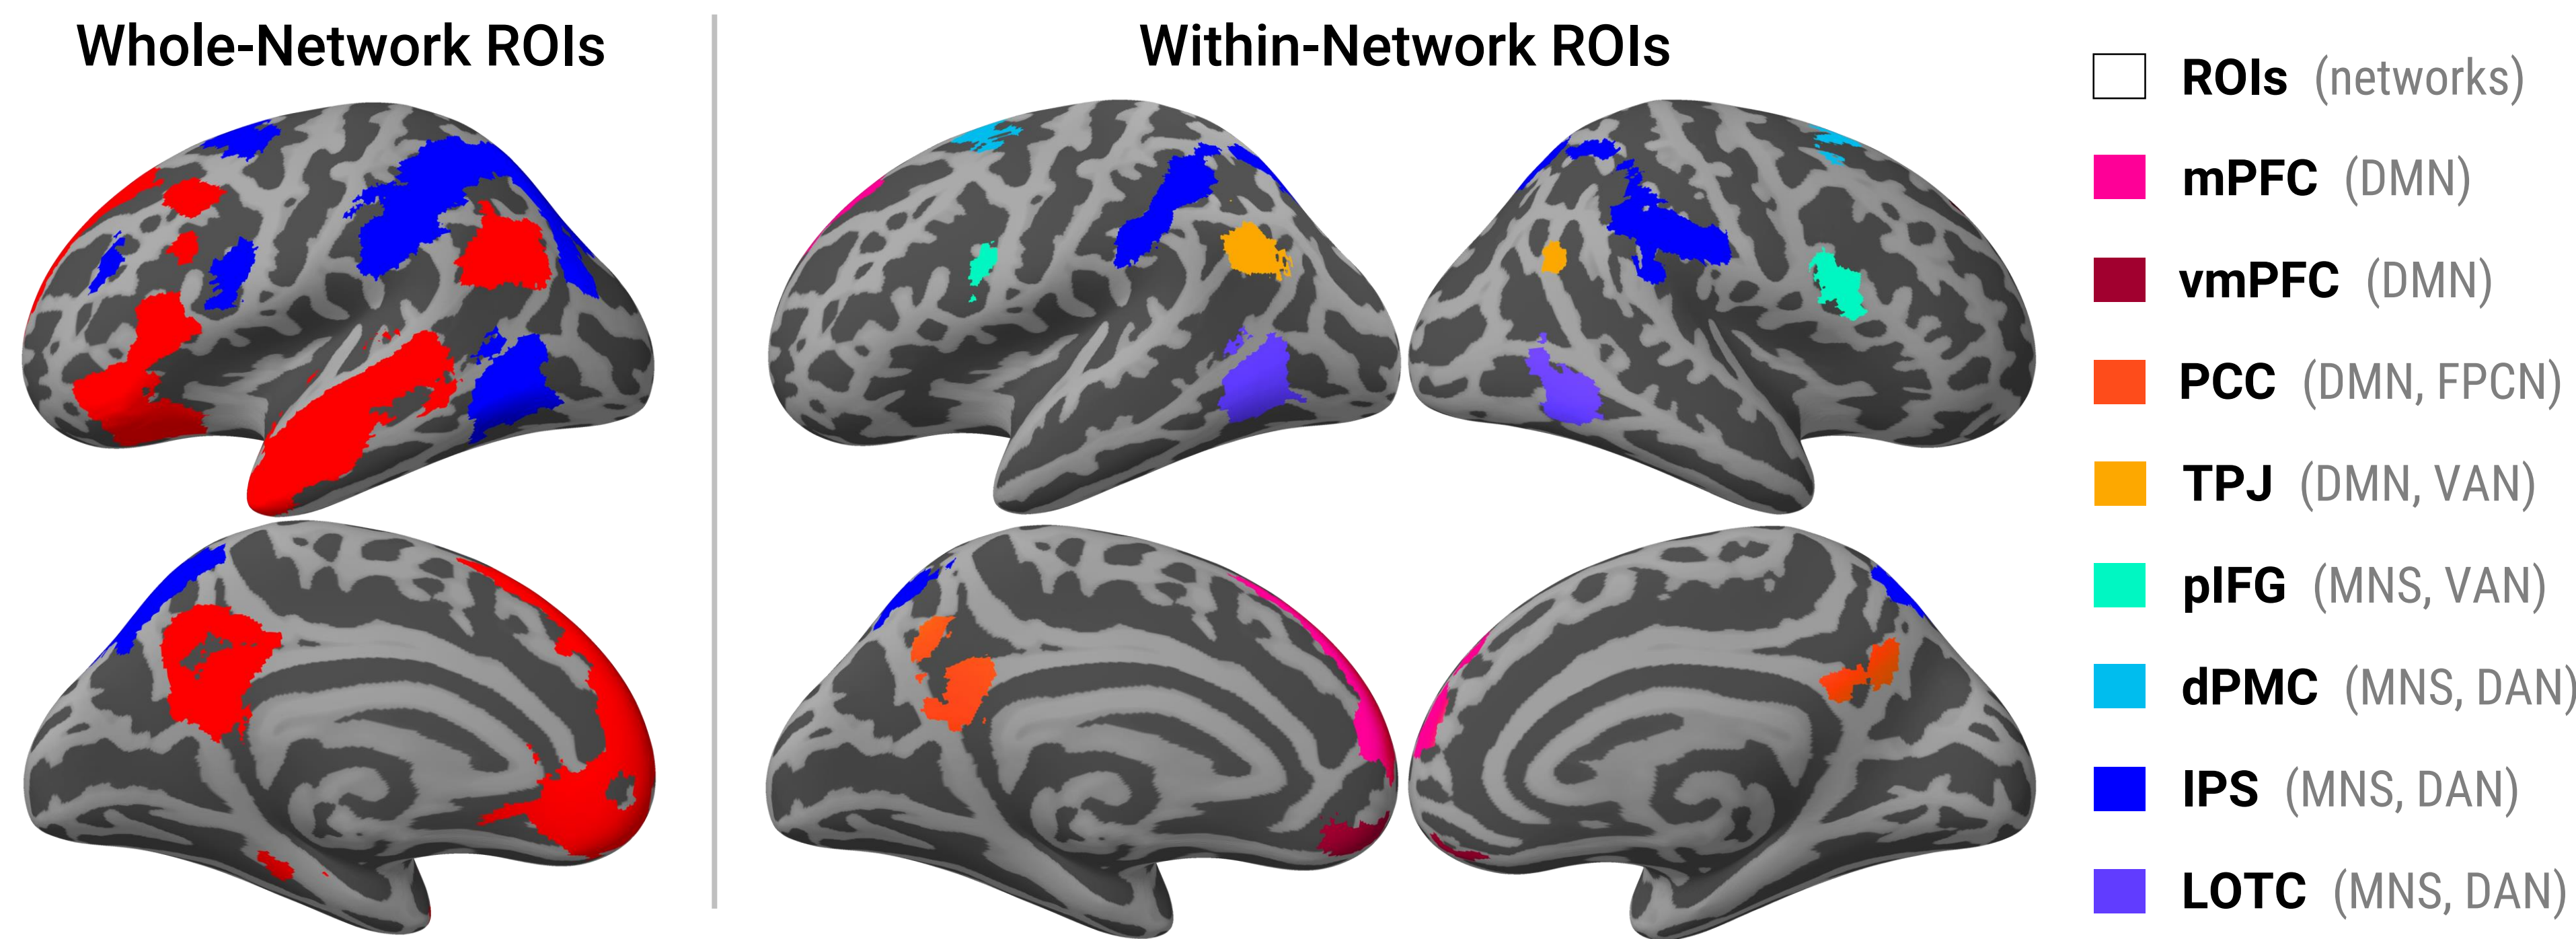 Whole-Network ROIs
Within-Network ROIs
ROIs (networks)
mPFC (DMN)
vmPFC (DMN)
PCC (DMN, FPCN)
TPJ (DMN, VAN)
pIFG (MNS, VAN)
dPMC (MNS, DAN)
IPS (MNS, DAN)
LOTC (MNS, DAN)